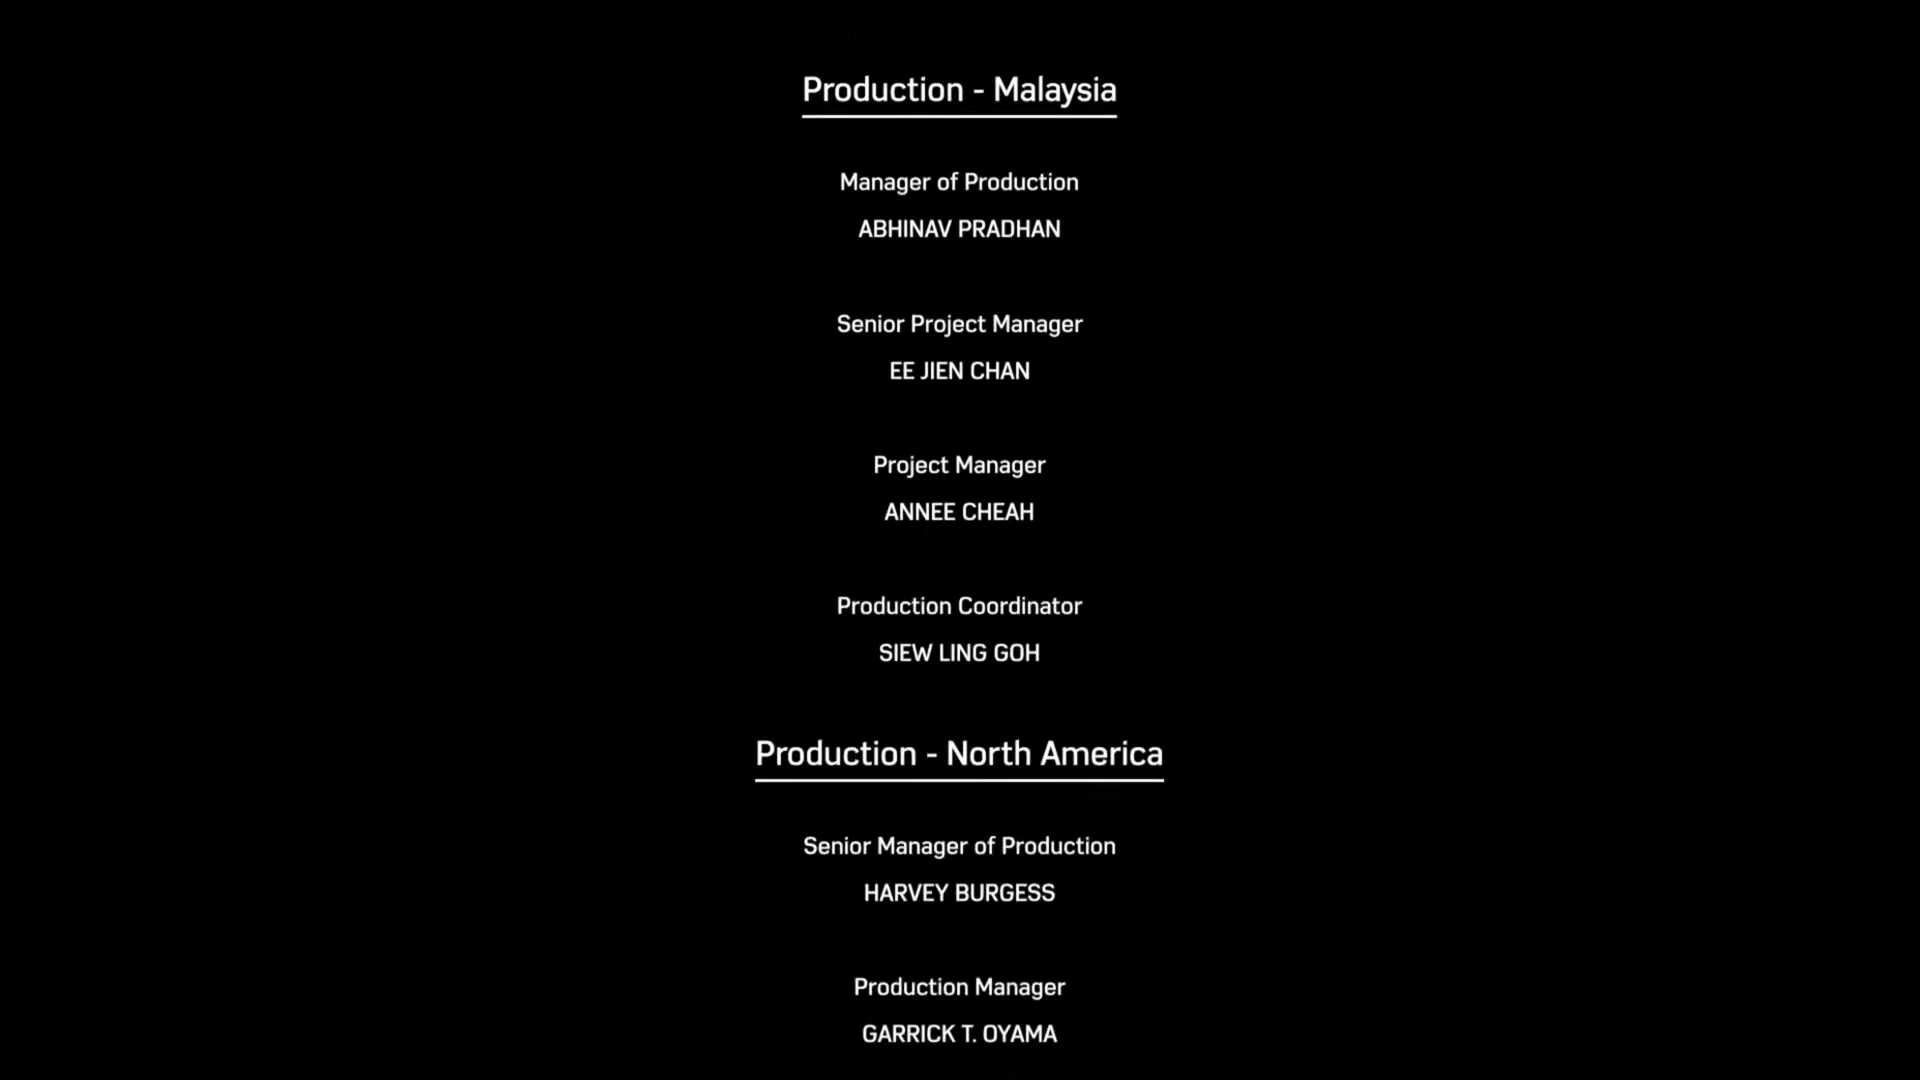 Production - Malaysia
Manager of Production
ABHINAV PRADHAN
Senior Project Manager
EE JIEN CHAN
Project Manager
ANNEE CHEAH
Production Coordinator
SIEW LING GOH
Production - North America
Senior Manager of Production
HARVEY BURGESS
Production Manager
GARRICK T. OYAMA